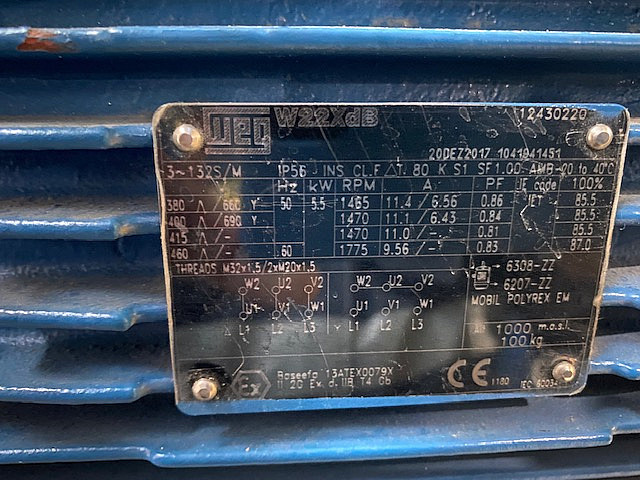 WEG W22Xdb 12430220
20DEZ2017 1041941451
3~132S/M IP56 INS CL.F ΔT 80 K S1 SF1.00 AMB-20 to 40°C
Hz kW RPM A PF IE code 100%
380 Δ/ 660 Y 50 5.5 1465 11.4 / 6.56 0.86 85.5
400 Δ/ 690 Y 1470 11.1 / 6.43 0.84 85.5
415 Δ/- 1470 11.0/- 0.81 85.5
460 Δ/- 60 1775 9.56 /- 0.83 87.0
THREADS M32x1.5/2xM20x1.5
W2 U2 V2 W2 U2 V2
U1 V1 W1 U1 V1 W1
L1 L2 L3 L1 L2 L3
6308-ZZ
6207-ZZ
MOBIL POLYREX EM
1000 m.a.s.l.
100kg
Baseefa 13ATEX0079X
II 2G Ex d IIB T4 Gb
Ex
CE 1180